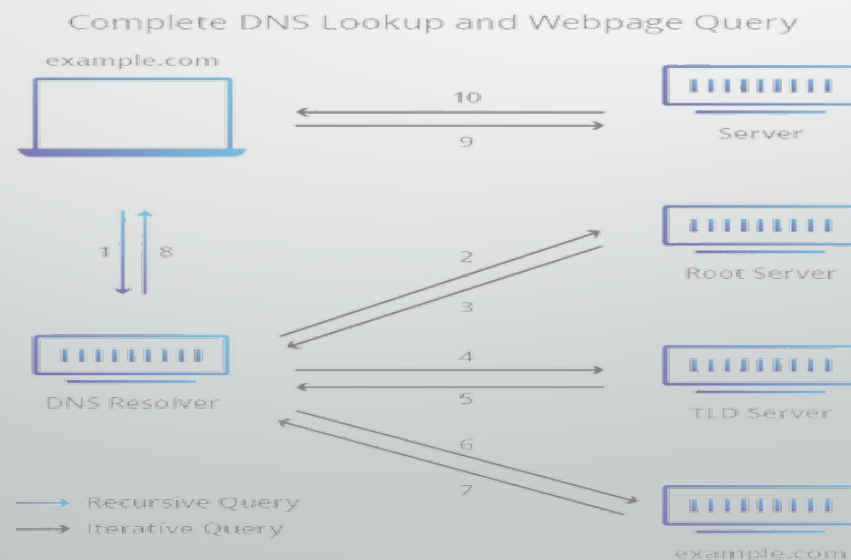 Complete DNS Lookup and Webpage Query
example.com
10
9
Server
1
8
2
3
Root Server
4
5
DNS Resolver
TLD Server
6
7
Recursive Query
Iterative Query
example.com